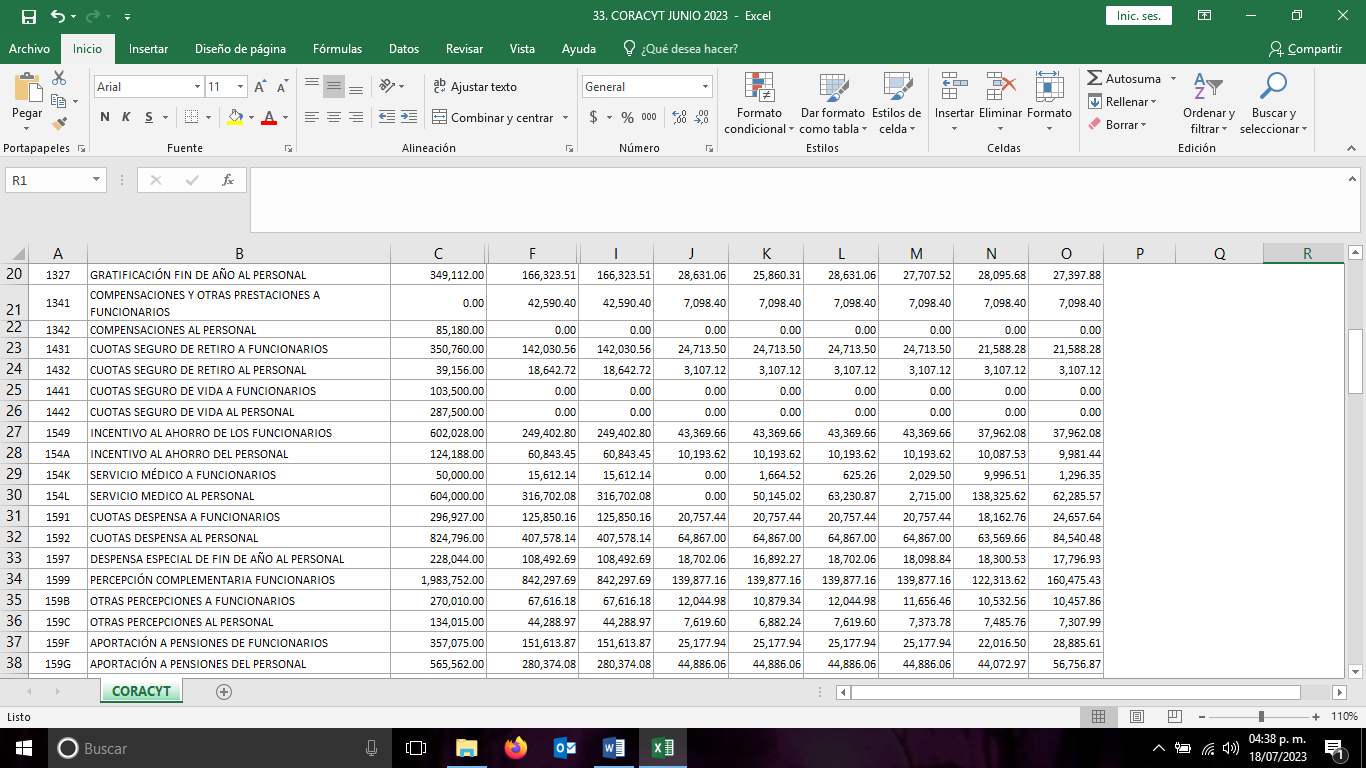 33. CORACYT JUNIO 2023 - Excel
Inic. ses.
Archivo Inicio Insertar Diseño de página Fórmulas Datos Revisar Vista Ayuda ¿Qué desea hacer? Compartir
Pegar
Arial 11
N K S
Ajustar texto
Combinar y centrar
General
$ % 000
Formato condicional
Dar formato como tabla
Estilos de celda
Insertar Eliminar Formato
Autosuma
Rellenar
Borrar
Ordenar y filtrar
Buscar y seleccionar
Portapapeles Fuente Alineación Número Estilos Celdas Edición
R1 fx
A B C F I J K L M N O P Q R
20 1327 GRATIFICACIÓN FIN DE AÑO AL PERSONAL 349,112.00 166,323.51 166,323.51 28,631.06 25,860.31 28,631.06 27,707.52 28,095.68 27,397.88
21 1341 COMPENSACIONES Y OTRAS PRESTACIONES A
FUNCIONARIOS 0.00 42,590.40 42,590.40 7,098.40 7,098.40 7,098.40 7,098.40 7,098.40 7,098.40
22 1342 COMPENSACIONES AL PERSONAL 85,180.00 0.00 0.00 0.00 0.00 0.00 0.00 0.00 0.00
23 1431 CUOTAS SEGURO DE RETIRO A FUNCIONARIOS 350,760.00 142,030.56 142,030.56 24,713.50 24,713.50 24,713.50 24,713.50 21,588.28 21,588.28
24 1432 CUOTAS SEGURO DE RETIRO AL PERSONAL 39,156.00 18,642.72 18,642.72 3,107.12 3,107.12 3,107.12 3,107.12 3,107.12 3,107.12
25 1441 CUOTAS SEGURO DE VIDA A FUNCIONARIOS 103,500.00 0.00 0.00 0.00 0.00 0.00 0.00 0.00 0.00
26 1442 CUOTAS SEGURO DE VIDA AL PERSONAL 287,500.00 0.00 0.00 0.00 0.00 0.00 0.00 0.00 0.00
27 1549 INCENTIVO AL AHORRO DE LOS FUNCIONARIOS 602,028.00 249,402.80 249,402.80 43,369.66 43,369.66 43,369.66 43,369.66 37,962.08 37,962.08
28 154A INCENTIVO AL AHORRO DEL PERSONAL 124,188.00 60,843.45 60,843.45 10,193.62 10,193.62 10,193.62 10,193.62 10,087.53 9,981.44
29 154K SERVICIO MÉDICO A FUNCIONARIOS 50,000.00 15,612.14 15,612.14 0.00 1,664.52 625.26 2,029.50 9,996.51 1,296.35
30 154L SERVICIO MEDICO AL PERSONAL 604,000.00 316,702.08 316,702.08 0.00 50,145.02 63,230.87 2,715.00 138,325.62 62,285.57
31 1591 CUOTAS DESPENSA A FUNCIONARIOS 296,927.00 125,850.16 125,850.16 20,757.44 20,757.44 20,757.44 20,757.44 18,162.76 24,657.64
32 1592 CUOTAS DESPENSA AL PERSONAL 824,796.00 407,578.14 407,578.14 64,867.00 64,867.00 64,867.00 64,867.00 63,569.66 84,540.48
33 1597 DESPENSA ESPECIAL DE FIN DE AÑO AL PERSONAL 228,044.00 108,492.69 108,492.69 18,702.06 16,892.27 18,702.06 18,098.84 18,300.53 17,796.93
34 1599 PERCEPCIÓN COMPLEMENTARIA FUNCIONARIOS 1,983,752.00 842,297.69 842,297.69 139,877.16 139,877.16 139,877.16 139,877.16 122,313.62 160,475.43
35 159B OTRAS PERCEPCIONES A FUNCIONARIOS 270,010.00 67,616.18 67,616.18 12,044.98 10,879.34 12,044.98 11,656.46 10,532.56 10,457.86
36 159C OTRAS PERCEPCIONES AL PERSONAL 134,015.00 44,288.97 44,288.97 7,619.60 6,882.24 7,619.60 7,373.78 7,485.76 7,307.99
37 159F APORTACIÓN A PENSIONES DE FUNCIONARIOS 357,075.00 151,613.87 151,613.87 25,177.94 25,177.94 25,177.94 25,177.94 22,016.50 28,885.61
38 159G APORTACIÓN A PENSIONES DEL PERSONAL 565,562.00 280,374.08 280,374.08 44,886.06 44,886.06 44,886.06 44,886.06 44,072.97 56,756.87
CORACYT
Listo 110%
Buscar
04:38 p. m.
18/07/2023
1